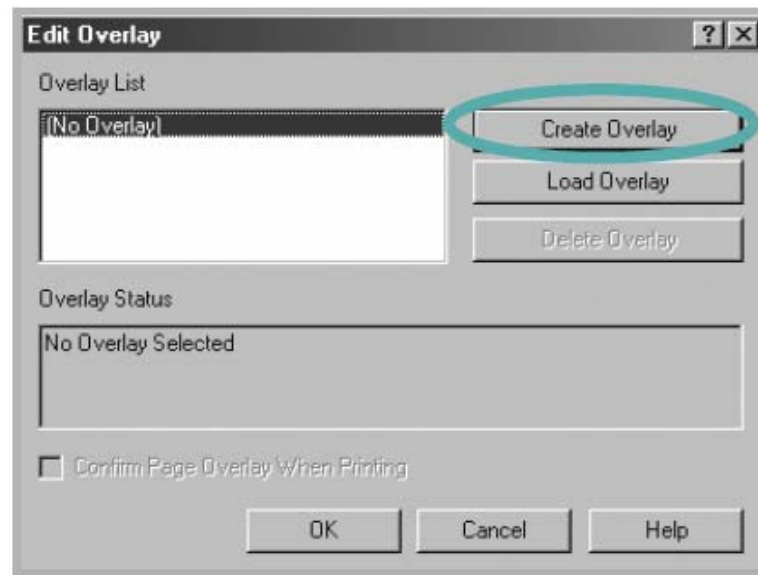 Edit Overlay
Overlay List
(No Overlay)
Create Overlay
Load Overlay
Delete Overlay
Overlay Status
No Overlay Selected
Confirm Page Overlay When Printing
OK
Cancel
Help